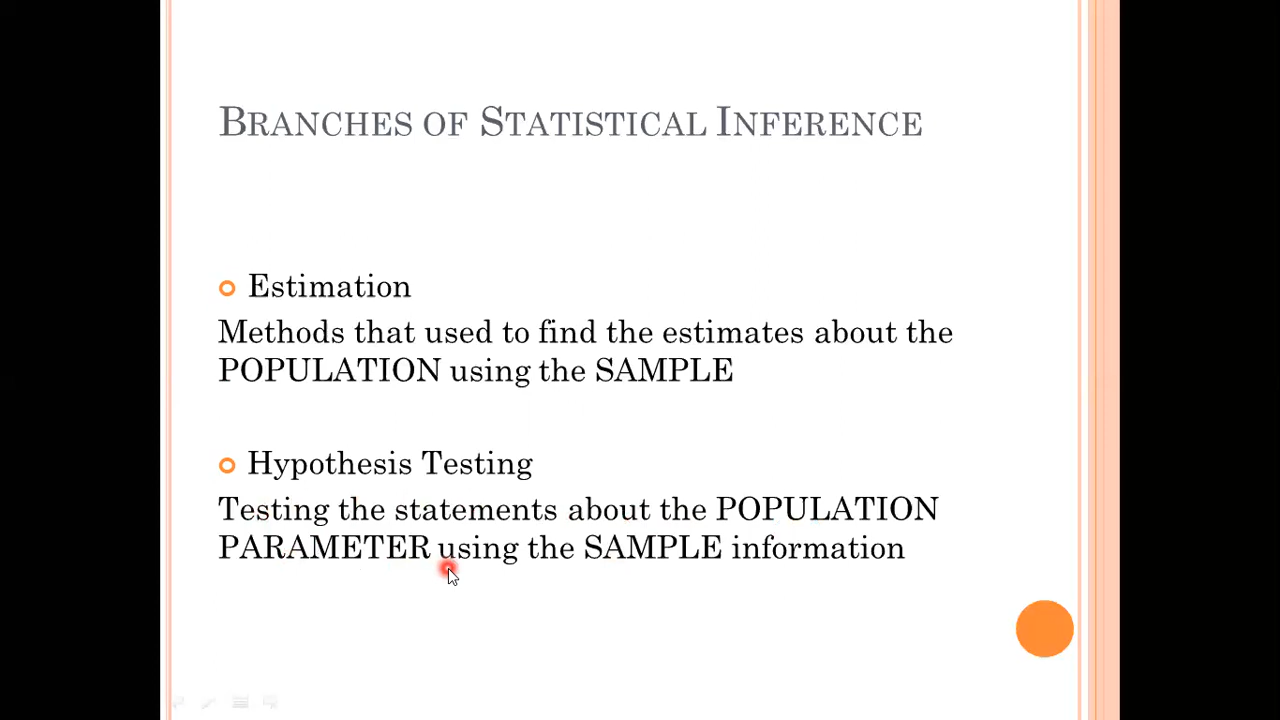 BRANCHES OF STATISTICAL INFERENCE
Estimation
Methods that used to find the estimates about the
POPULATION using the SAMPLE
Hypothesis Testing
Testing the statements about the POPULATION
PARAMETER using the SAMPLE information